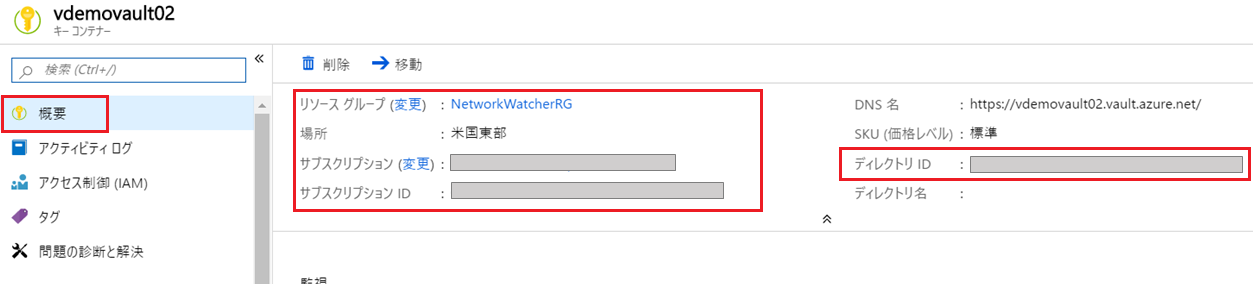 vdemovault02
キー コンテナー
検索 (Ctrl+/)
概要
アクティビティ ログ
アクセス制御 (IAM)
タグ
問題の診断と解決
削除
移動
リソース グループ (変更) : NetworkWatcherRG
場所 : 米国東部
サブスクリプション (変更) :
サブスクリプション ID :
DNS 名 : https://vdemovault02.vault.azure.net/
SKU (価格レベル) : 標準
ディレクトリ ID :
ディレクトリ名 :
監視